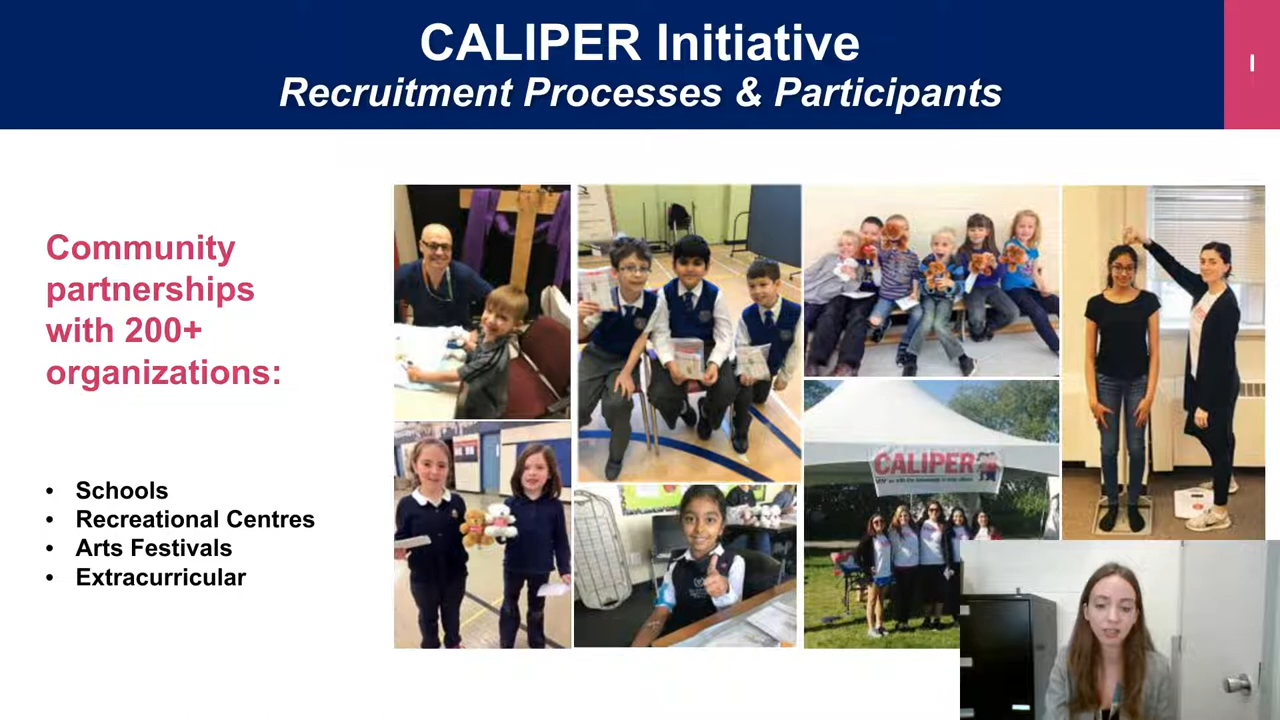 CALIPER Initiative
Recruitment Processes & Participants
Community
partnerships
with 200+
organizations:
• Schools
• Recreational Centres
• Arts Festivals
• Extracurricular
CALIPER